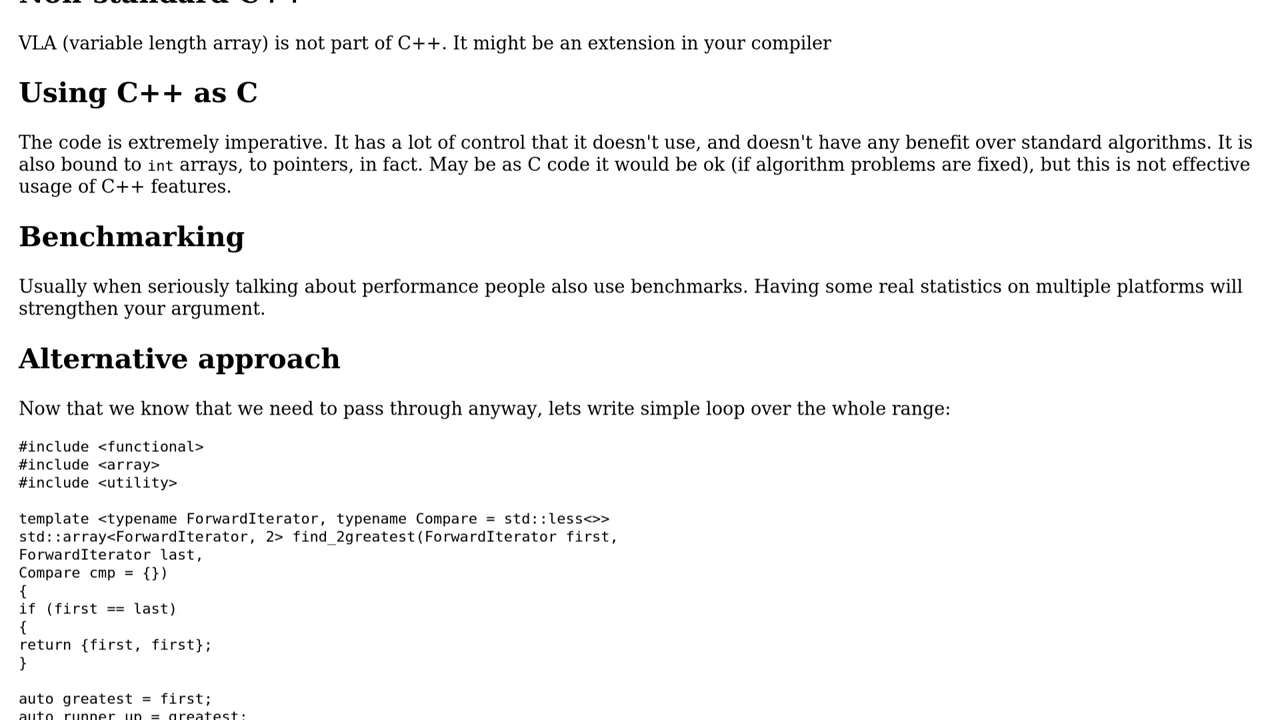 Non-standard C++
VLA (variable length array) is not part of C++. It might be an extension in your compiler
Using C++ as C
The code is extremely imperative. It has a lot of control that it doesn't use, and doesn't have any benefit over standard algorithms. It is
also bound to int arrays, to pointers, in fact. May be as C code it would be ok (if algorithm problems are fixed), but this is not effective
usage of C++ features.
Benchmarking
Usually when seriously talking about performance people also use benchmarks. Having some real statistics on multiple platforms will
strengthen your argument.
Alternative approach
Now that we know that we need to pass through anyway, lets write simple loop over the whole range:
#include <functional>
#include <array>
#include <utility>
template <typename ForwardIterator, typename Compare = std::less<>>
std::array<ForwardIterator, 2> find_2greatest(ForwardIterator first,
ForwardIterator last,
Compare cmp = {})
{
if (first == last)
{
return {first, first};
}
auto greatest = first;
auto runner_up = greatest;